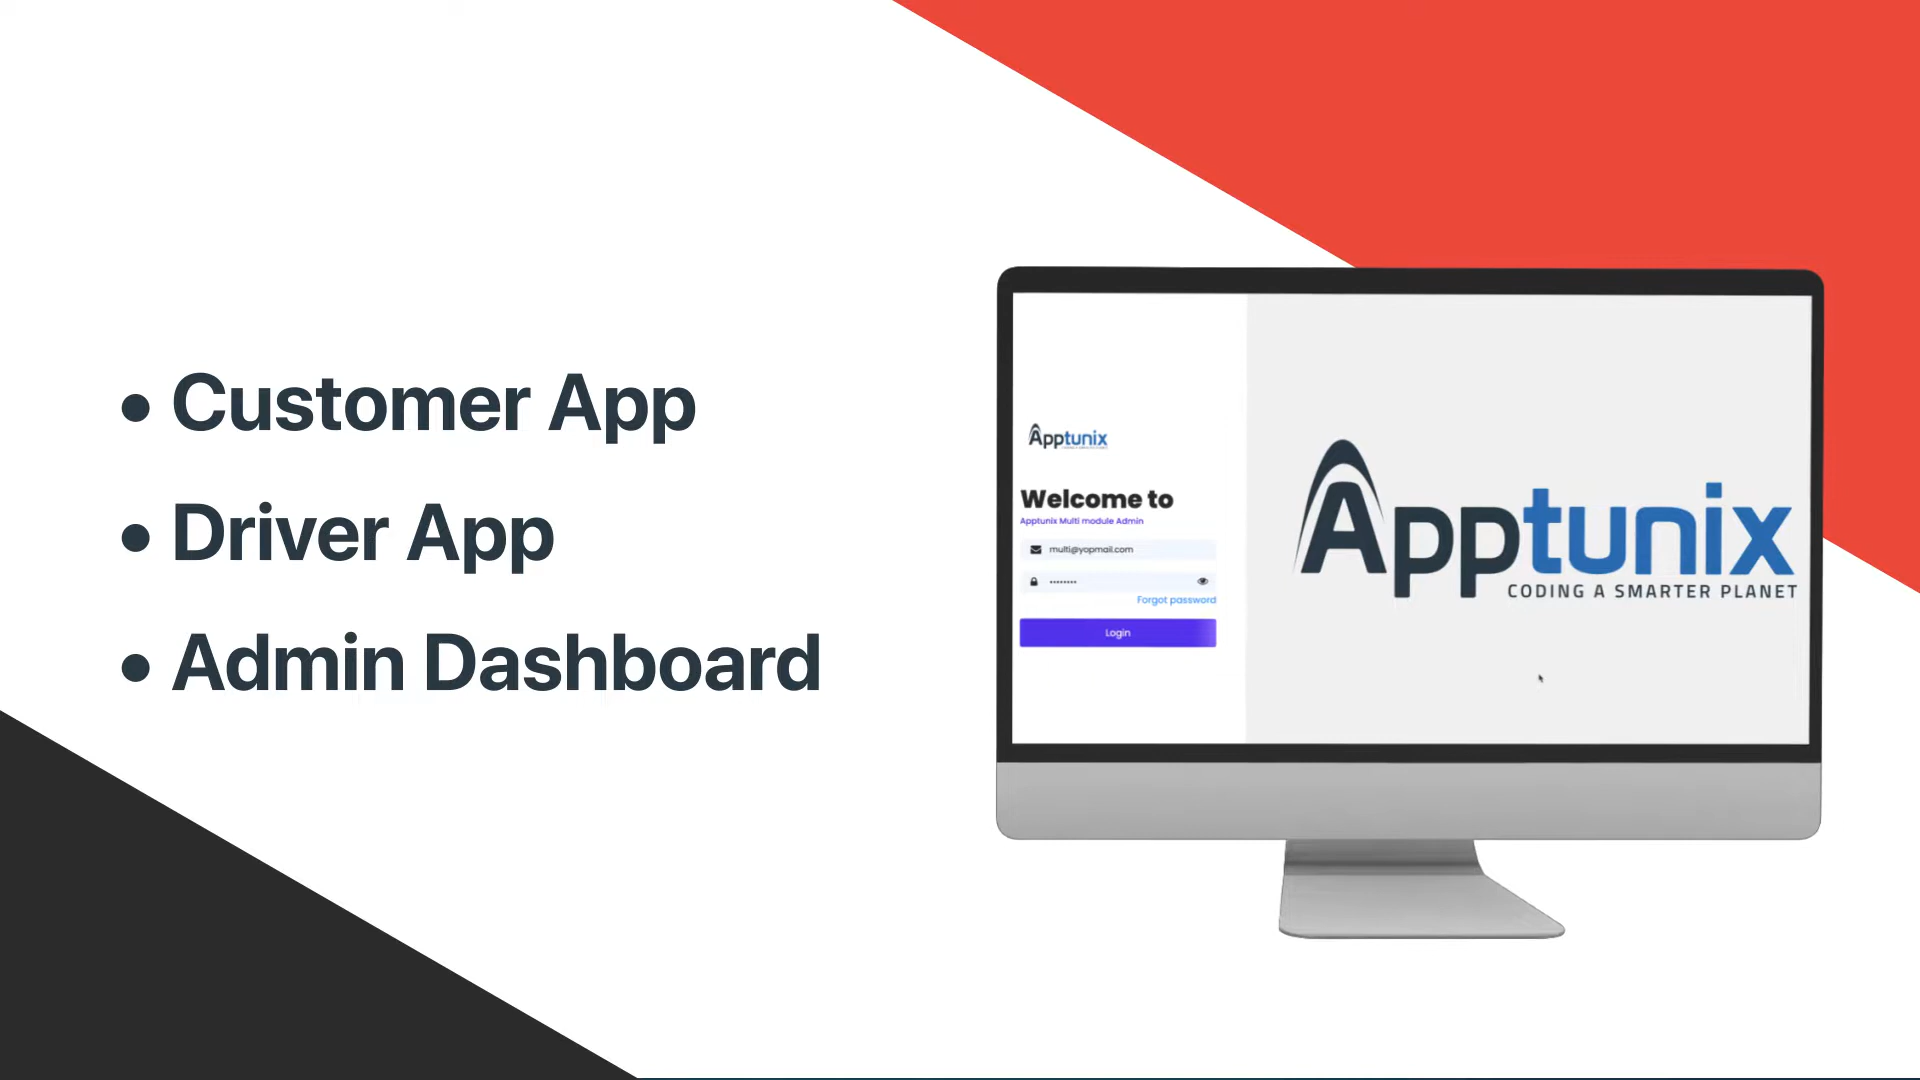 • Customer App
• Driver App
• Admin Dashboard
Apptunix
Welcome to
Apptunix Multi module Admin
multi@yopmail.com
••••••••
Forgot password
Login
Apptunix
CODING A SMARTER PLANET